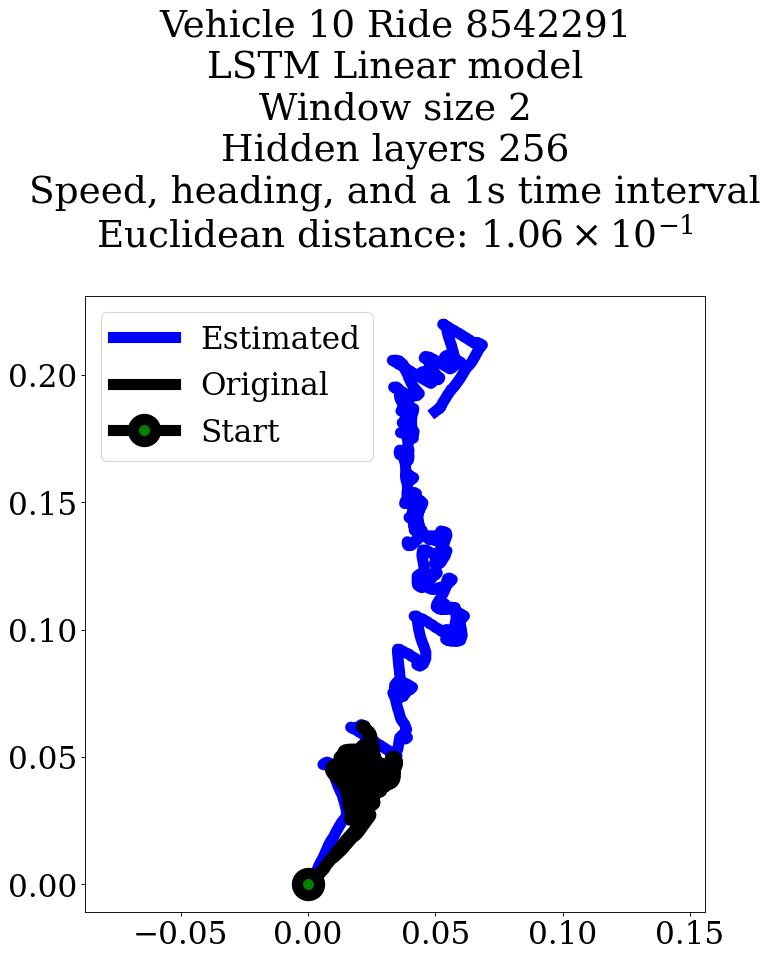 Vehicle 10 Ride 8542291
LSTM Linear model
Window size 2
Hidden layers 256
Speed, heading, and a 1s time interval
Euclidean distance: 1.06 × 10⁻¹
Estimated
Original
Start
0.20
0.15
0.10
0.05
0.00
−0.05 0.00 0.05 0.10 0.15